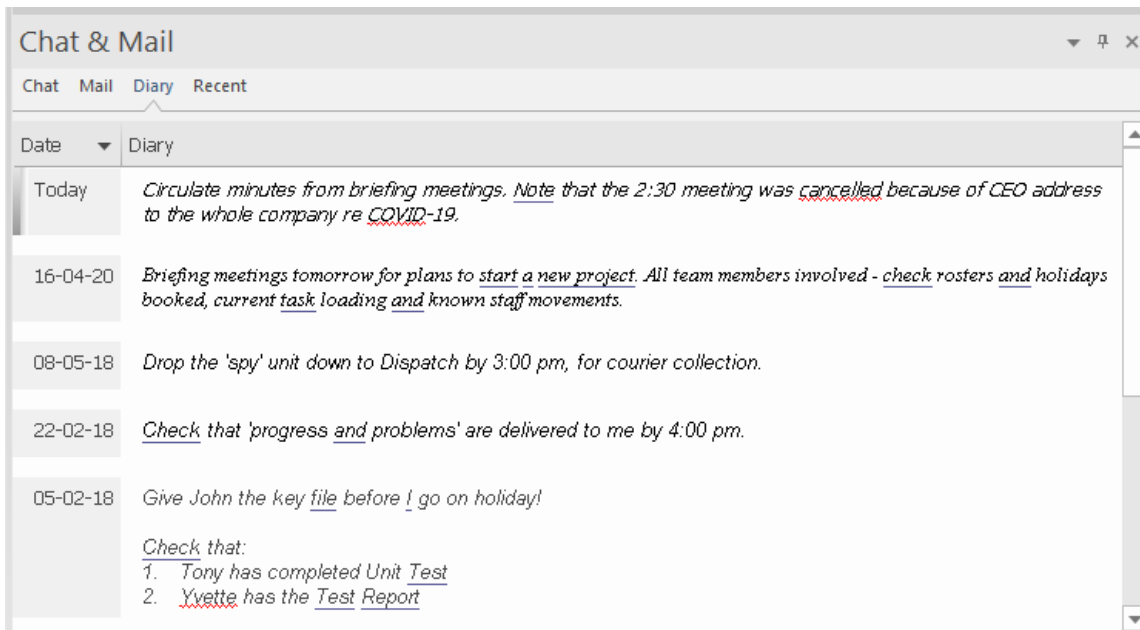 Chat & Mail
Chat Mail Diary Recent
Date Diary
Today Circulate minutes from briefing meetings. Note that the 2:30 meeting was cancelled because of CEO address
to the whole company re COVID-19.
16-04-20 Briefing meetings tomorrow for plans to start a new project. All team members involved - check rosters and holidays
booked, current task loading and known staff movements.
08-05-18 Drop the 'spy' unit down to Dispatch by 3:00 pm, for courier collection.
22-02-18 Check that 'progress and problems' are delivered to me by 4:00 pm.
05-02-18 Give John the key file before I go on holiday!
Check that:
1. Tony has completed Unit Test
2. Yvette has the Test Report